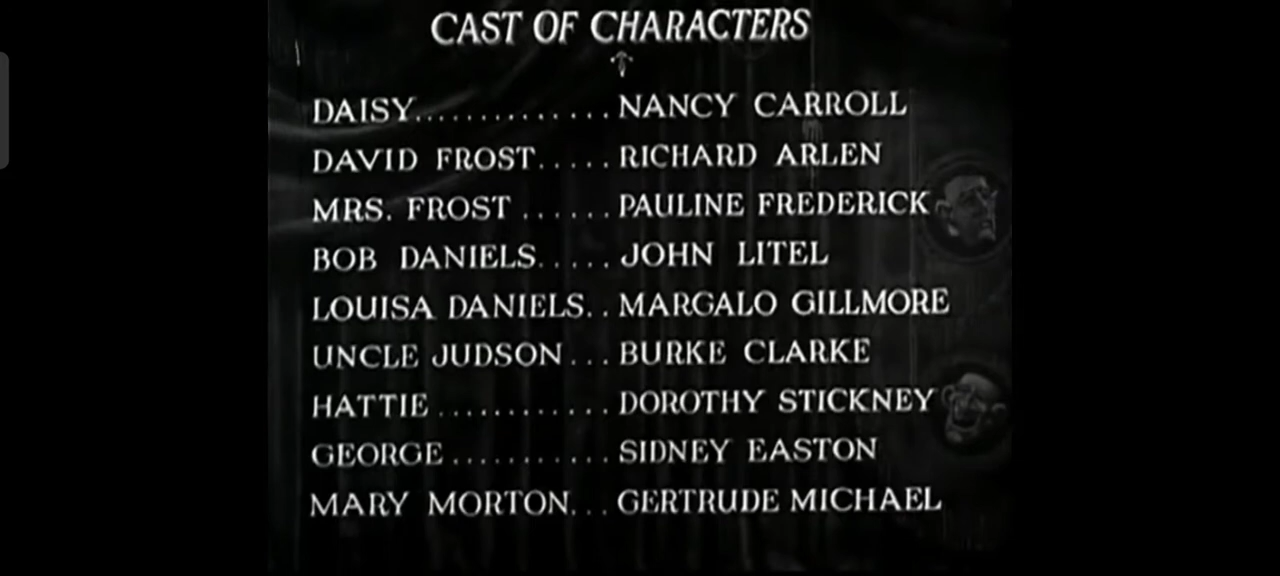 CAST OF CHARACTERS
DAISY..............NANCY CARROLL
DAVID FROST.....RICHARD ARLEN
MRS. FROST ......PAULINE FREDERICK
BOB DANIELS.....JOHN LITEL
LOUISA DANIELS..MARGALO GILLMORE
UNCLE JUDSON...BURKE CLARKE
HATTIE............DOROTHY STICKNEY
GEORGE...........SIDNEY EASTON
MARY MORTON...GERTRUDE MICHAEL